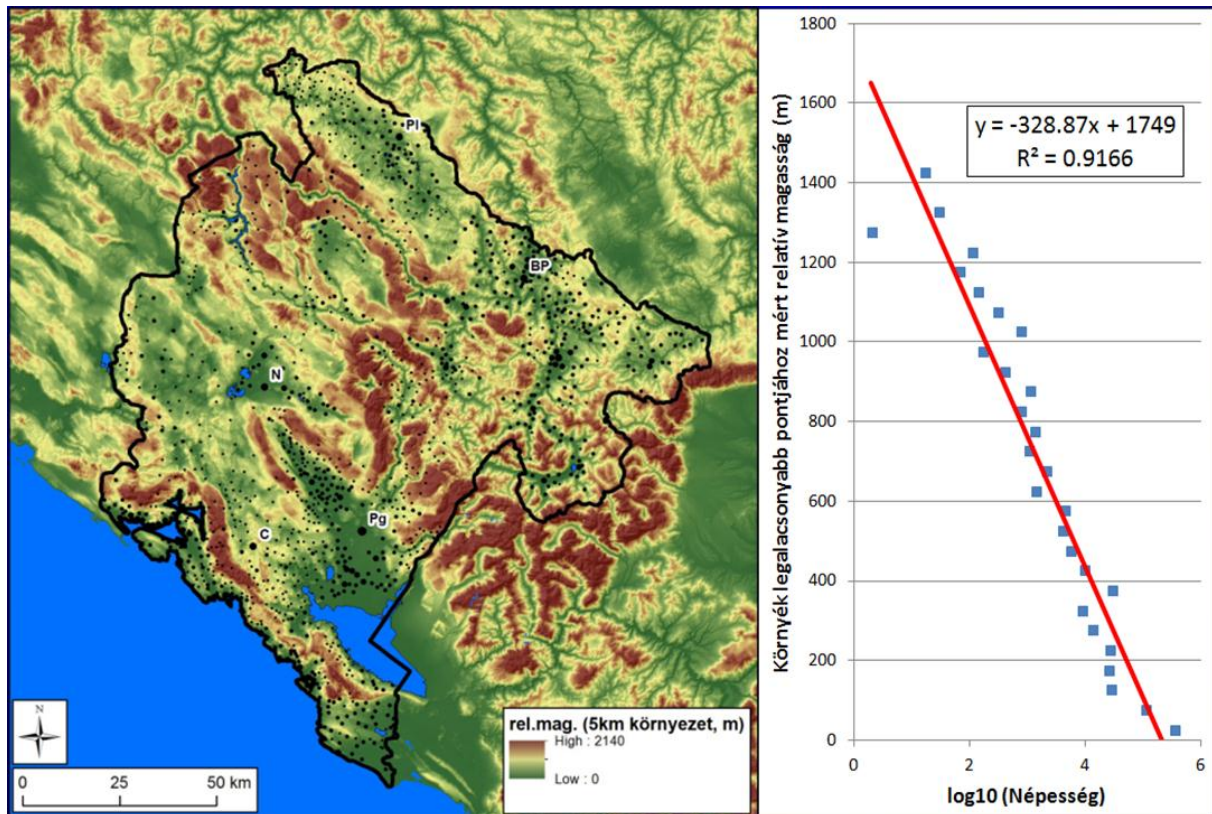 Pl
BP
N
Pg
C
N
0 25 50 km
rel.mag. (5km környezet, m)
High : 2140
Low : 0
Környék legalacsonyabb pontjához mért relatív magasság (m)
1800
1600
1400
1200
1000
800
600
400
200
0
y = -328.87x + 1749
R² = 0.9166
0 2 4 6
log10 (Népesség)